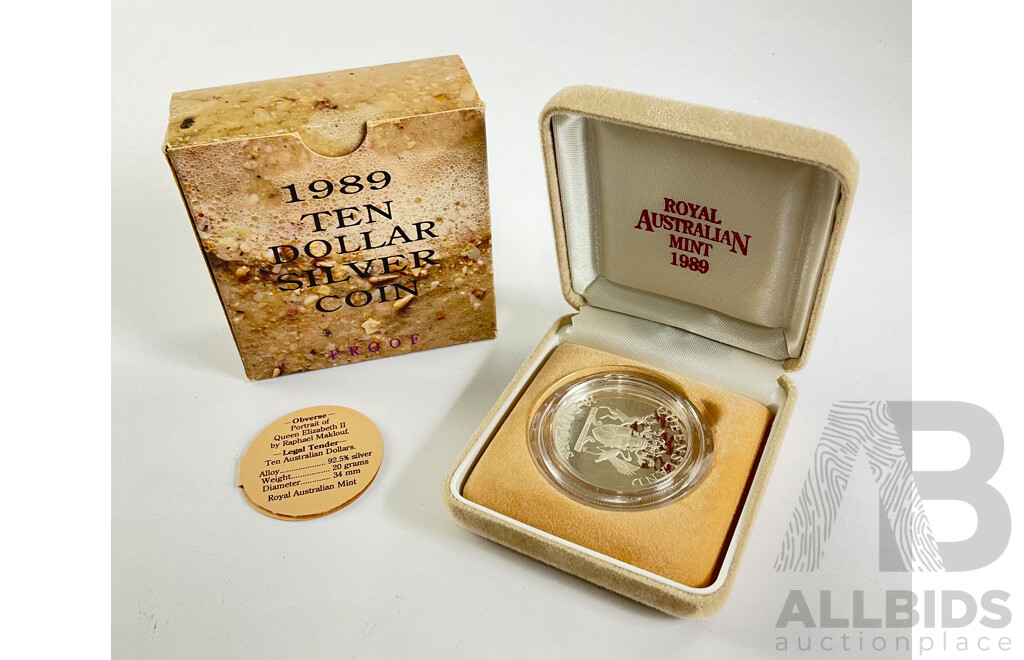 1989
TEN
DOLLAR
SILVER
COIN
PROOF
ROYAL
AUSTRALIAN
MINT
1989
—Obverse—
Portrait of
Queen Elizabeth II
by Raphael Maklouf.
—Legal Tender—
Ten Australian Dollars.
Alloy................... 92.5% silver
Weight................ 20 grams
Diameter............ 34 mm
Royal Australian Mint
QUEENSLAND
AB
ALLBIDS
auctionplace